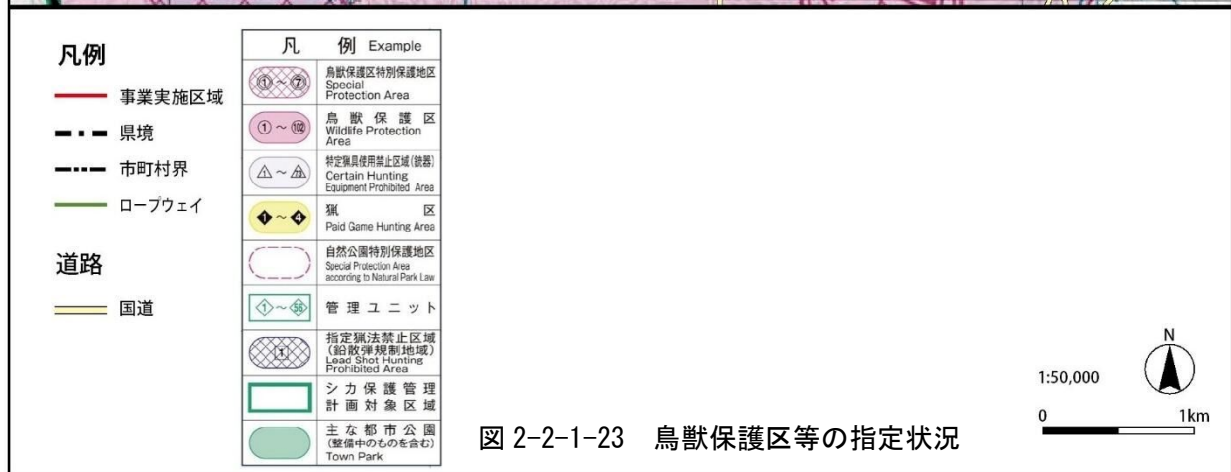 凡例
事業実施区域
県境
市町村界
ロープウェイ
道路
国道
凡 例 Example
①~⑦
鳥獣保護区特別保護地区
Special
Protection Area
①~102
鳥獣保護区
Wildlife Protection
Area
1~
特定猟具使用禁止区域(銃器)
Certain Hunting
Equipment Prohibited Area
1~4
猟区
Paid Game Hunting Area
自然公園特別保護地区
Special Protection Area
according to Natural Park Law
1~56
管理ユニット
1
指定猟法禁止区域
(鉛散弾規制地域)
Lead Shot Hunting
Prohibited Area
シカ保護管理
計画対象区域
主な都市公園
(整備中のものを含む)
Town Park
図 2-2-1-23 鳥獣保護区等の指定状況
N
1:50,000
0 1km